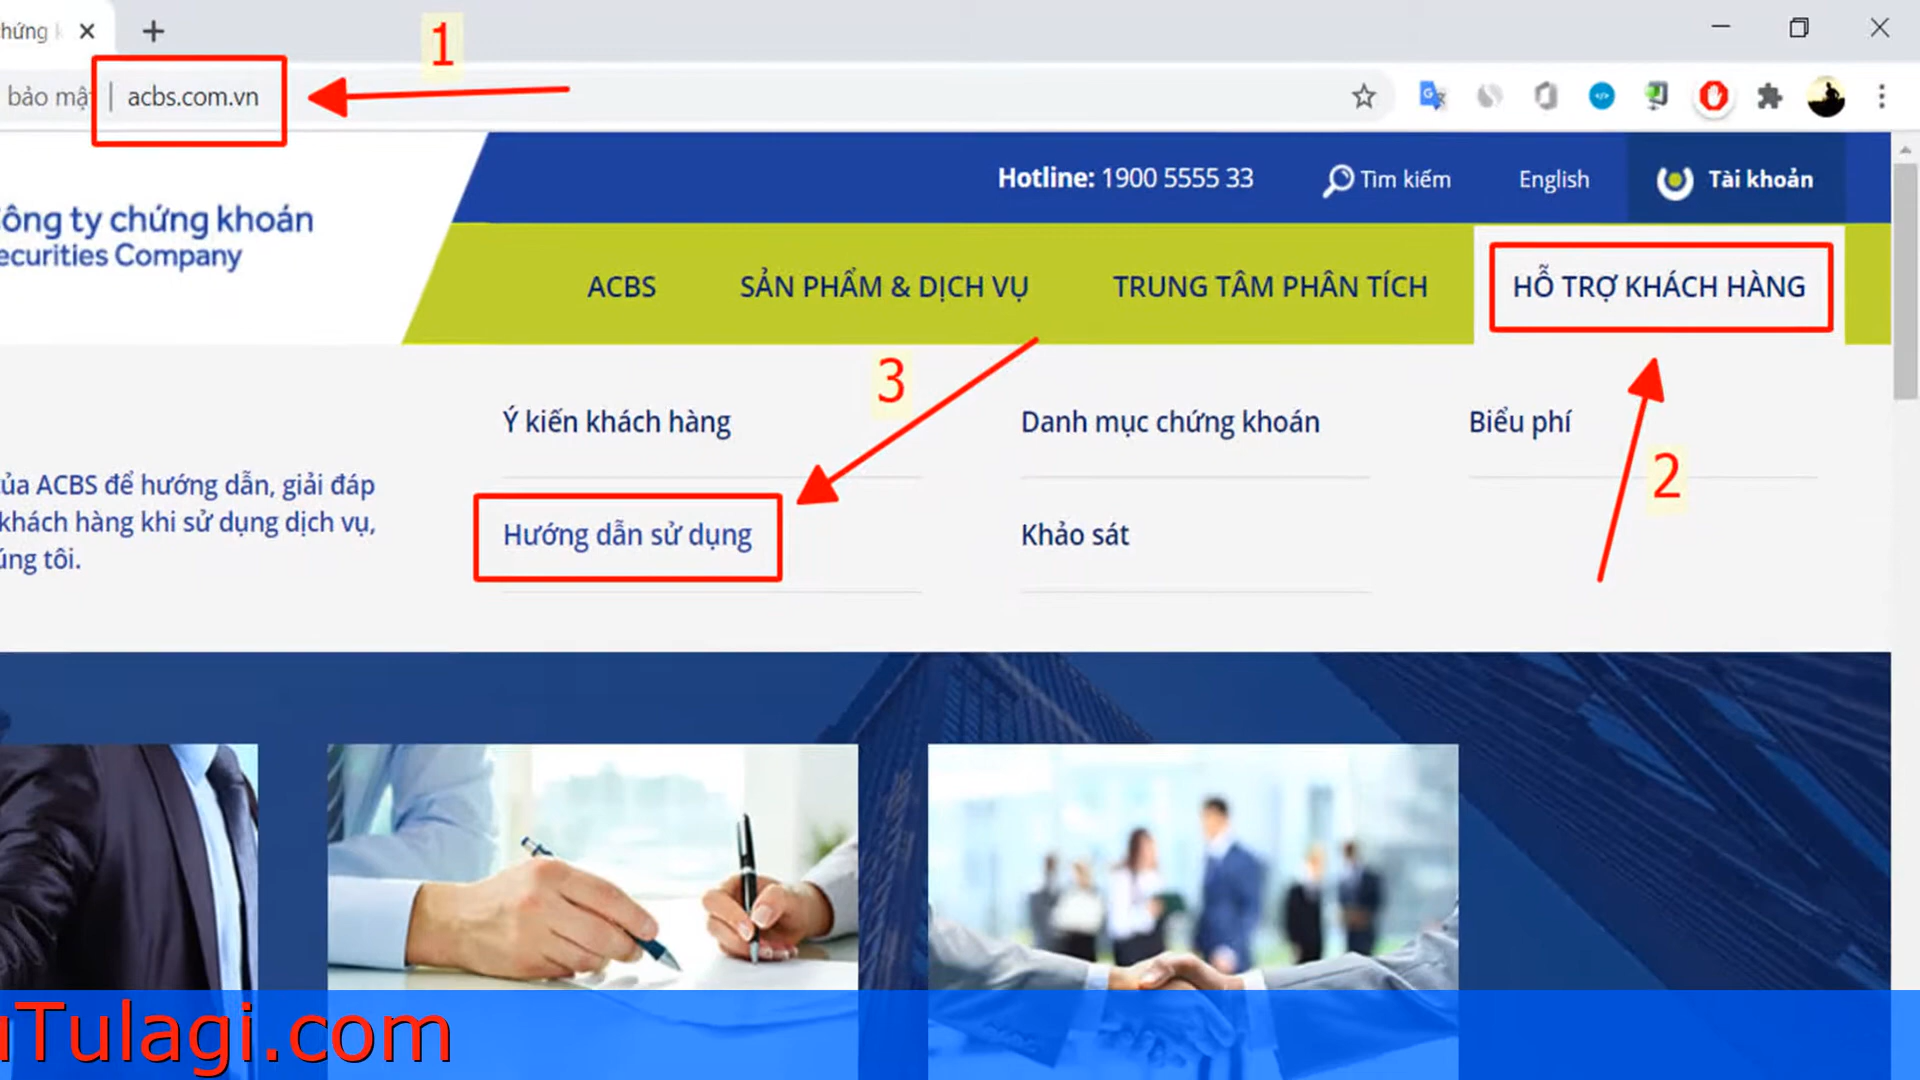 hứng
1
bảo mật
acbs.com.vn
Hotline: 1900 5555 33
Tìm kiếm
English
Tài khoản
ông ty chứng khoán
ecurities Company
ACBS
SẢN PHẨM & DỊCH VỤ
TRUNG TÂM PHÂN TÍCH
HỖ TRỢ KHÁCH HÀNG
3
2
Ý kiến khách hàng
Danh mục chứng khoán
Biểu phí
ủa ACBS để hướng dẫn, giải đáp
khách hàng khi sử dụng dịch vụ,
úng tôi.
Hướng dẫn sử dụng
Khảo sát
uTulagi.com